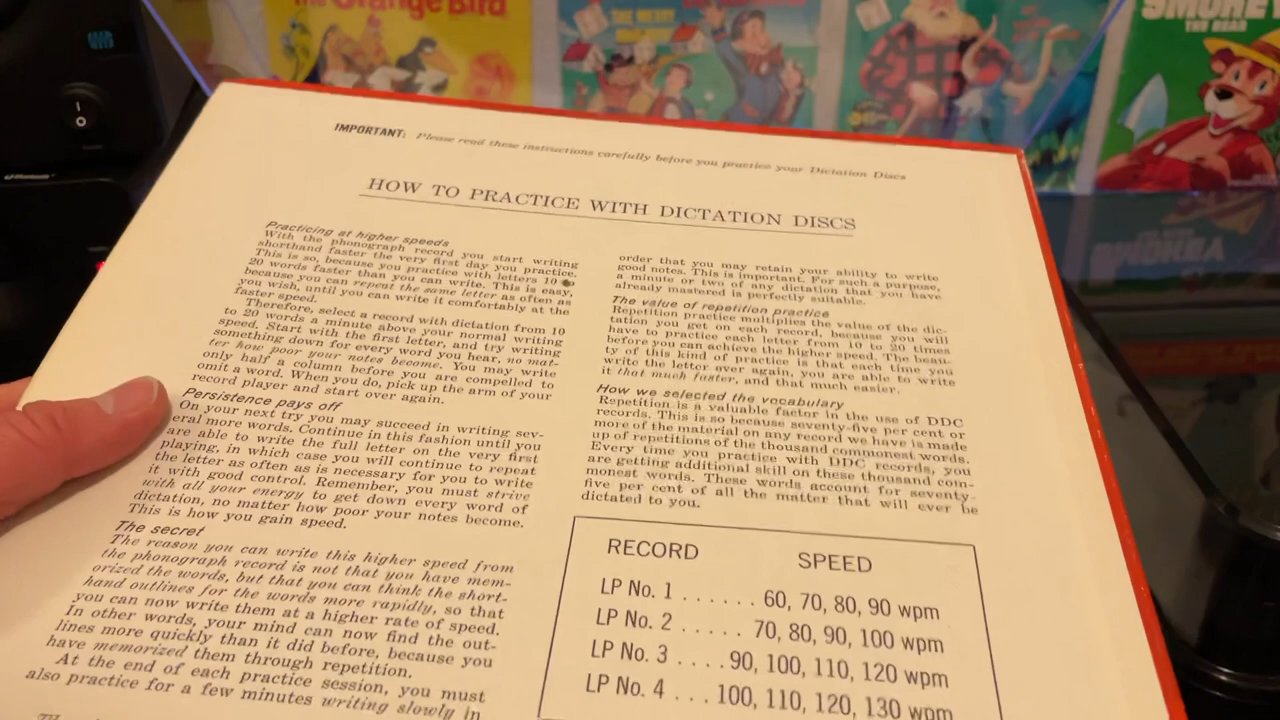 The Orange Bird
SMOKEY
THE BEAR
IMPORTANT: Please read these instructions carefully before you practice your Dictation Discs
HOW TO PRACTICE WITH DICTATION DISCS
Practicing at higher speeds
With the phonograph record you start writing
shorthand faster the very first day you practice.
This is so, because you practice with letters 10
20 words faster than you can write. This is easy,
because you can repeat the same letter as often as
you wish, until you can write it comfortably at the
faster speed.
Therefore, select a record with dictation from 10
to 20 words a minute above your normal writing
speed. Start with the first letter, and try writing
something down for every word you hear, no mat-
ter how poor your notes become. You may write
only half a column before you are compelled to
omit a word. When you do, pick up the arm of your
record player and start over again.
Persistence pays off
On your next try you may succeed in writing sev-
eral more words. Continue in this fashion until you
are able to write the full letter on the very first
playing, in which case you will continue to repeat
the letter as often as is necessary for you to write
it with good control. Remember, you must strive
with all your energy to get down every word of
dictation, no matter how poor your notes become.
This is how you gain speed.
The secret
The reason you can write this higher speed from
the phonograph record is not that you have mem-
orized the words, but that you can think the short-
hand outlines for the words more rapidly, so that
you can now write them at a higher rate of speed.
In other words, your mind can now find the out-
lines more quickly than it did before, because you
have memorized them through repetition.
At the end of each practice session, you must
also practice for a few minutes writing slowly in
order that you may retain your ability to write
good notes. This is important. For such a purpose,
a minute or two of any dictation that you have
already mastered is perfectly suitable.
The value of repetition practice
Repetition practice multiplies the value of the dic-
tation you get on each record, because you will
have to practice each letter from 10 to 20 times
before you can achieve the higher speed. The beau-
ty of this kind of practice is that each time you
write the letter over again, you are able to write
it that much faster, and that much easier.
How we selected the vocabulary
Repetition is a valuable factor in the use of DDC
records. This is so because seventy-five per cent or
more of the material on any record we have is made
up of repetitions of the thousand commonest words.
Every time you practice with DDC records, you
are getting additional skill on these thousand com-
monest words. These words account for seventy-
five per cent of all the matter that will ever be
dictated to you.
RECORD SPEED
LP No. 1 ...... 60, 70, 80, 90 wpm
LP No. 2 ..... 70, 80, 90, 100 wpm
LP No. 3 .... 90, 100, 110, 120 wpm
LP No. 4 ... 100, 110, 120, 130 wpm